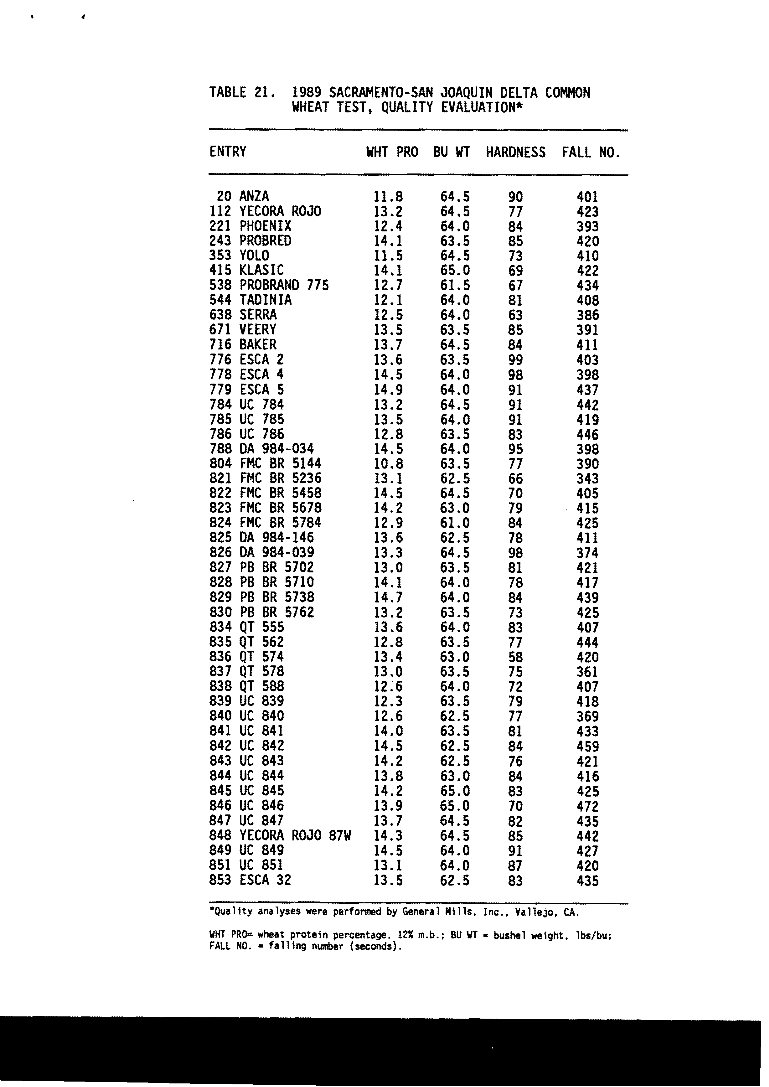 TABLE 21. 1989 SACRAMENTO-SAN JOAQUIN DELTA COMMON
WHEAT TEST, QUALITY EVALUATION*
ENTRY WHT PRO BU WT HARDNESS FALL NO.
20 ANZA 11.8 64.5 90 401
112 YECORA ROJO 13.2 64.5 77 423
221 PHOENIX 12.4 64.0 84 393
243 PROBRED 14.1 63.5 85 420
353 YOLO 11.5 64.5 73 410
415 KLASIC 14.1 65.0 69 422
538 PROBRAND 775 12.7 61.5 67 434
544 TADINIA 12.1 64.0 81 408
638 SERRA 12.5 64.0 63 386
671 VEERY 13.5 63.5 85 391
716 BAKER 13.7 64.5 84 411
776 ESCA 2 13.6 63.5 99 403
778 ESCA 4 14.5 64.0 98 398
779 ESCA 5 14.9 64.0 91 437
784 UC 784 13.2 64.5 91 442
785 UC 785 13.5 64.0 91 419
786 UC 786 12.8 63.5 83 446
788 DA 984-034 14.5 64.0 95 398
804 FMC BR 5144 10.8 63.5 77 390
821 FMC BR 5236 13.1 62.5 66 343
822 FMC BR 5458 14.5 64.5 70 405
823 FMC BR 5678 14.2 63.0 79 415
824 FMC BR 5784 12.9 61.0 84 425
825 DA 984-146 13.6 62.5 78 411
826 DA 984-039 13.3 64.5 98 374
827 PB BR 5702 13.0 63.5 81 421
828 PB BR 5710 14.1 64.0 78 417
829 PB BR 5738 14.7 64.0 84 439
830 PB BR 5762 13.2 63.5 73 425
834 QT 555 13.6 64.0 83 407
835 QT 562 12.8 63.5 77 444
836 QT 574 13.4 63.0 58 420
837 QT 578 13.0 63.5 75 361
838 QT 588 12.6 64.0 72 407
839 UC 839 12.3 63.5 79 418
840 UC 840 12.6 62.5 77 369
841 UC 841 14.0 63.5 81 433
842 UC 842 14.5 62.5 84 459
843 UC 843 14.2 62.5 76 421
844 UC 844 13.8 63.0 84 416
845 UC 845 14.2 65.0 83 425
846 UC 846 13.9 65.0 70 472
847 UC 847 13.7 64.5 82 435
848 YECORA ROJO 87W 14.3 64.5 85 442
849 UC 849 14.5 64.0 91 427
851 UC 851 13.1 64.0 87 420
853 ESCA 32 13.5 62.5 83 435
*Quality analyses were performed by General Mills, Inc., Vallejo, CA.
WHT PRO= wheat protein percentage, 12% m.b.; BU WT = bushel weight, lbs/bu;
FALL NO. = falling number (seconds).